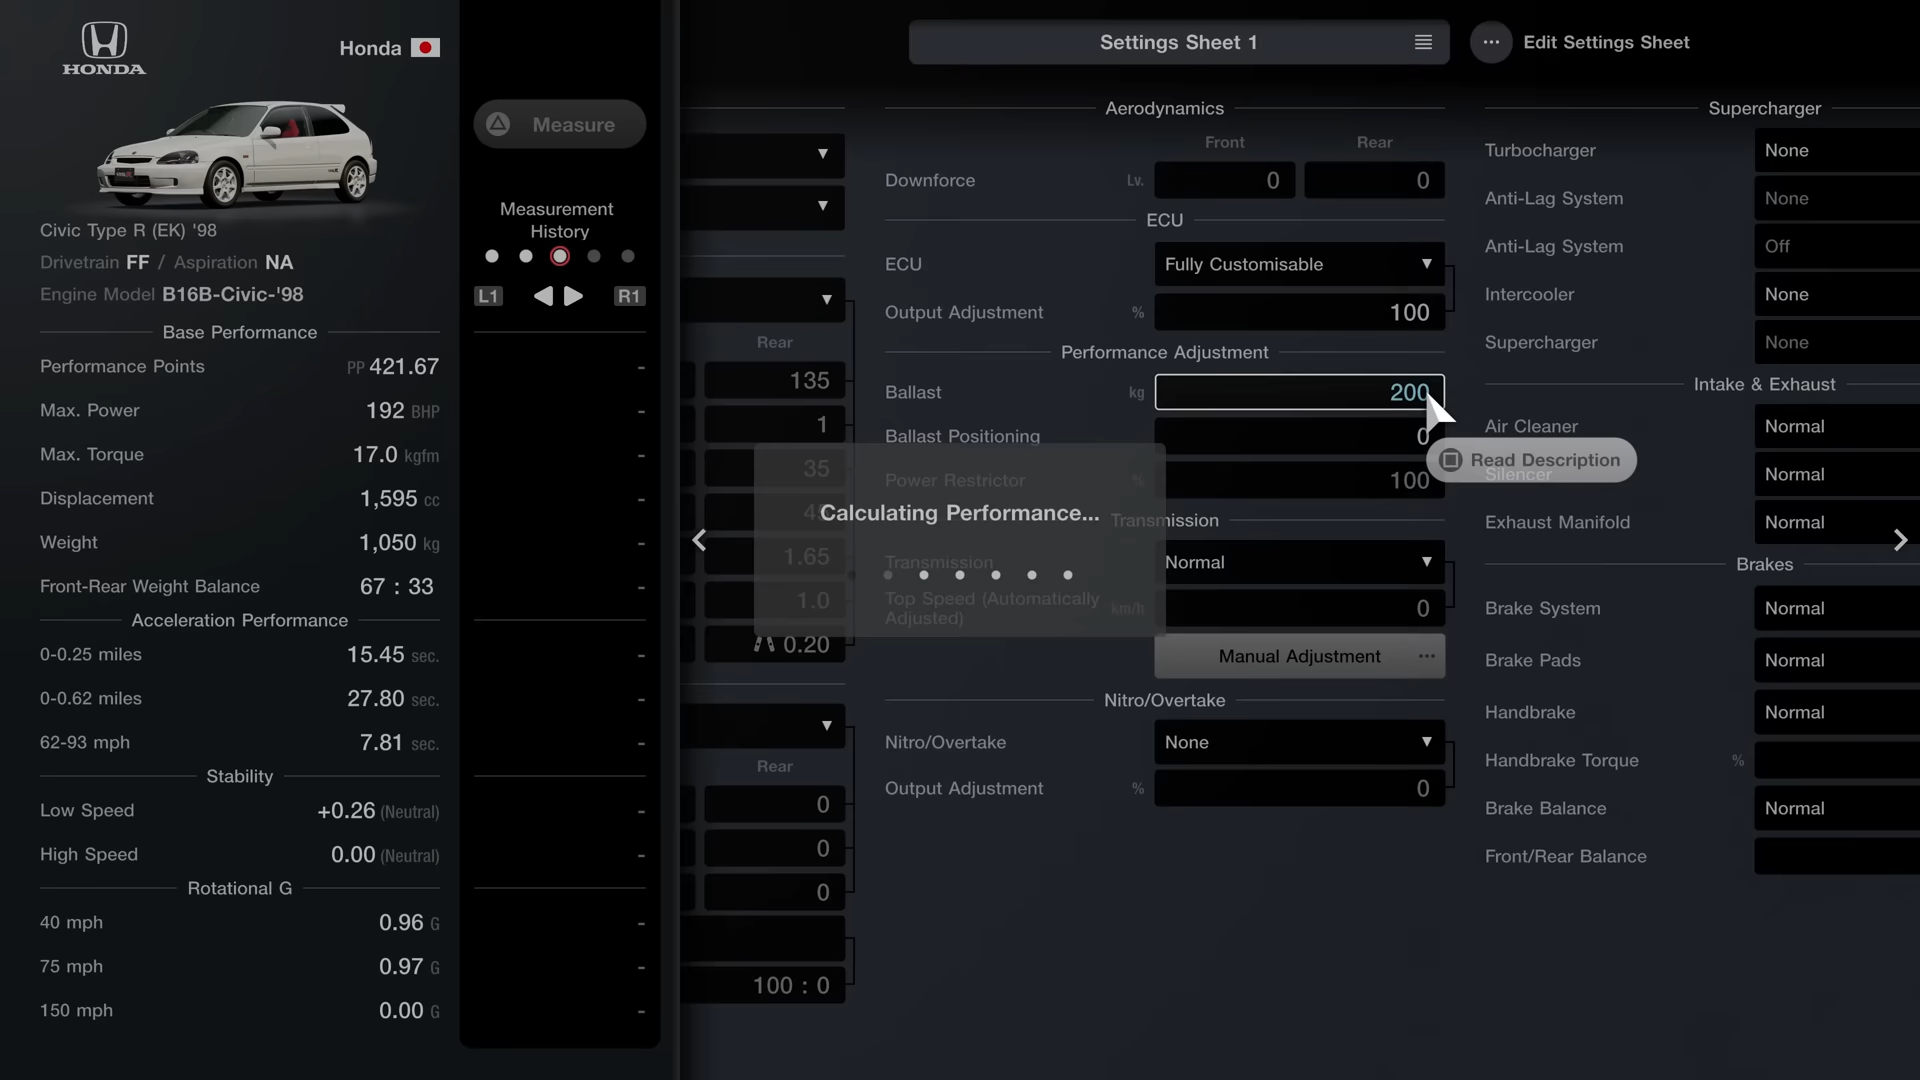 HONDA
Honda
Civic Type R (EK) '98
Drivetrain FF / Aspiration NA
Engine Model B16B-Civic-'98
Base Performance
Performance Points PP 421.67
Max. Power 192 BHP
Max. Torque 17.0 kgfm
Displacement 1,595 cc
Weight 1,050 kg
Front-Rear Weight Balance 67 : 33
Acceleration Performance
0-0.25 miles 15.45 sec.
0-0.62 miles 27.80 sec.
62-93 mph 7.81 sec.
Stability
Low Speed +0.26 (Neutral)
High Speed 0.00 (Neutral)
Rotational G
40 mph 0.96 G
75 mph 0.97 G
150 mph 0.00 G
Measure
Measurement
History
L1 R1
-
-
-
-
-
-
-
-
-
-
-
-
-
-
Rear
135
1
35
45
1.65
1.0
0.20
Rear
0
0
0
100 : 0
Settings Sheet 1
Edit Settings Sheet
Aerodynamics
Front Rear
Downforce Lv. 0 0
ECU
ECU Fully Customisable
Output Adjustment % 100
Performance Adjustment
Ballast kg 200
Ballast Positioning 0
Power Restrictor % 100
Calculating Performance...
Transmission
Transmission Normal
Top Speed (Automatically
Adjusted) km/h 0
Manual Adjustment
Nitro/Overtake
Nitro/Overtake None
Output Adjustment % 0
Supercharger
Turbocharger None
Anti-Lag System None
Anti-Lag System Off
Intercooler None
Supercharger None
Intake & Exhaust
Air Cleaner Normal
Read Description
Silencer Normal
Exhaust Manifold Normal
Brakes
Brake System Normal
Brake Pads Normal
Handbrake Normal
Handbrake Torque %
Brake Balance Normal
Front/Rear Balance